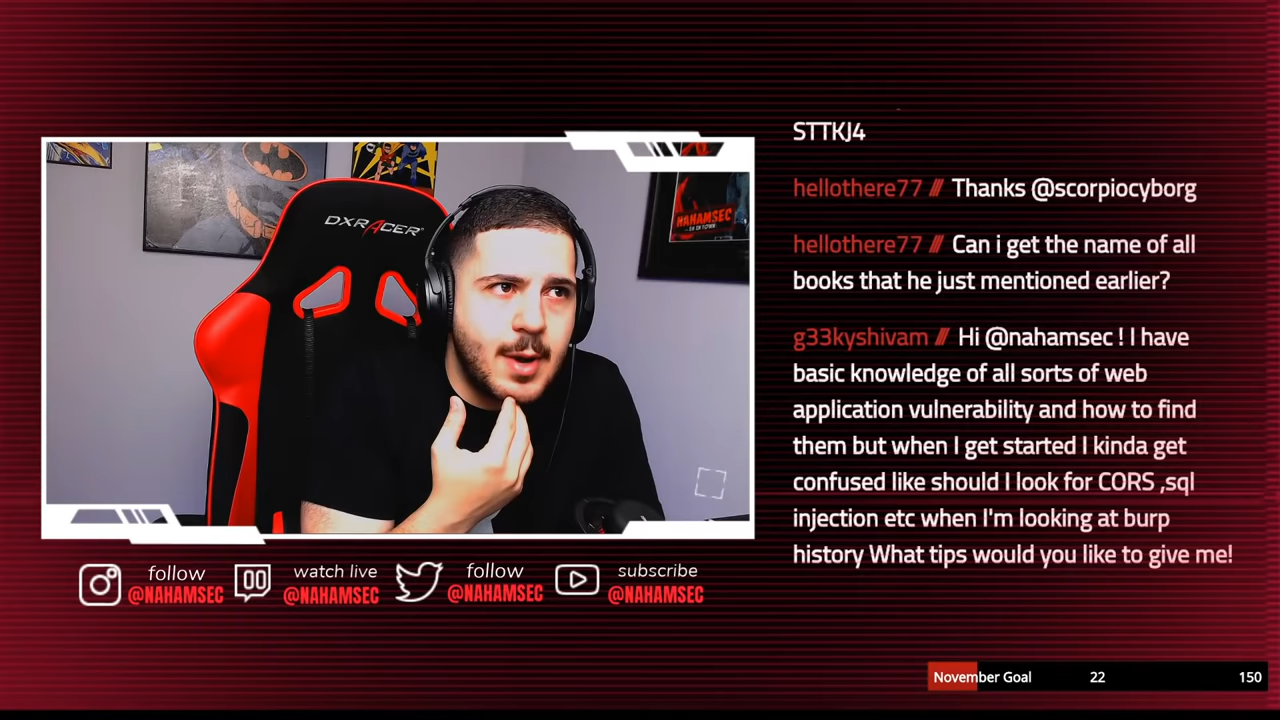 STTKJ4
hellothere77 /// Thanks @scorpiocyborg
hellothere77 /// Can i get the name of all
books that he just mentioned earlier?
g33kyshivam /// Hi @nahamsec ! I have
basic knowledge of all sorts of web
application vulnerability and how to find
them but when I get started I kinda get
confused like should I look for CORS ,sql
injection etc when I'm looking at burp
history What tips would you like to give me!
DXRACER
NAHAMSEC
follow
@NAHAMSEC
watch live
@NAHAMSEC
follow
@NAHAMSEC
subscribe
@NAHAMSEC
November Goal 22 150